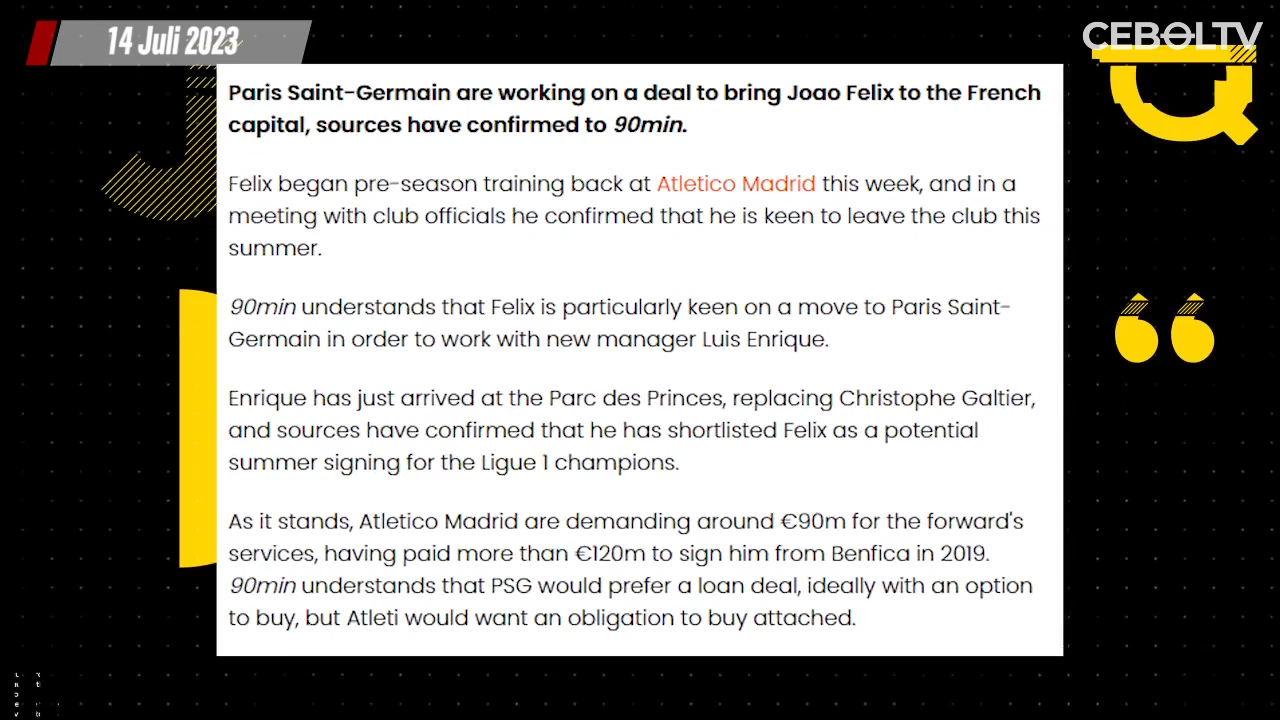 14 Juli 2023
CEBOLTV
Paris Saint-Germain are working on a deal to bring Joao Felix to the French
capital, sources have confirmed to 90min.
Felix began pre-season training back at Atletico Madrid this week, and in a
meeting with club officials he confirmed that he is keen to leave the club this
summer.
90min understands that Felix is particularly keen on a move to Paris Saint-
Germain in order to work with new manager Luis Enrique.
Enrique has just arrived at the Parc des Princes, replacing Christophe Galtier,
and sources have confirmed that he has shortlisted Felix as a potential
summer signing for the Ligue 1 champions.
As it stands, Atletico Madrid are demanding around €90m for the forward's
services, having paid more than €120m to sign him from Benfica in 2019.
90min understands that PSG would prefer a loan deal, ideally with an option
to buy, but Atleti would want an obligation to buy attached.